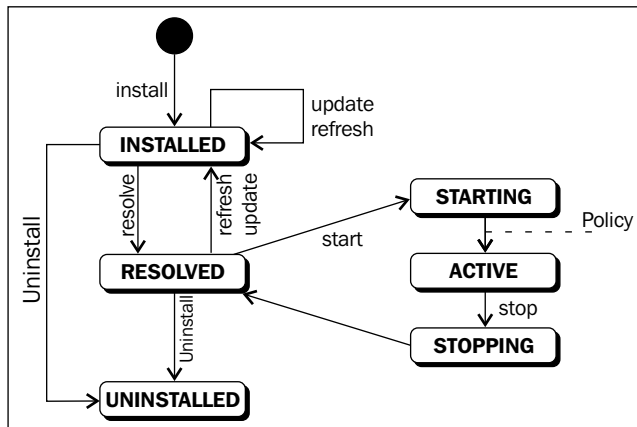 install
update
refresh
INSTALLED
resolve
refresh
update
STARTING
Policy
start
Uninstall
RESOLVED
ACTIVE
Uninstall
stop
STOPPING
UNINSTALLED